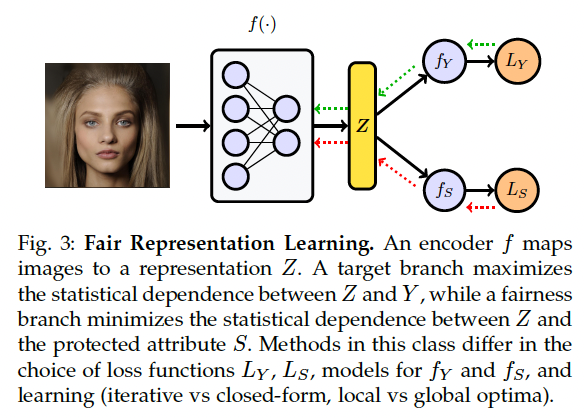 f(·)
f_Y
L_Y
Z
f_S
L_S
Fig. 3: Fair Representation Learning. An encoder f maps
images to a representation Z. A target branch maximizes
the statistical dependence between Z and Y, while a fairness
branch minimizes the statistical dependence between Z and
the protected attribute S. Methods in this class differ in the
choice of loss functions L_Y, L_S, models for f_Y and f_S, and
learning (iterative vs closed-form, local vs global optima).